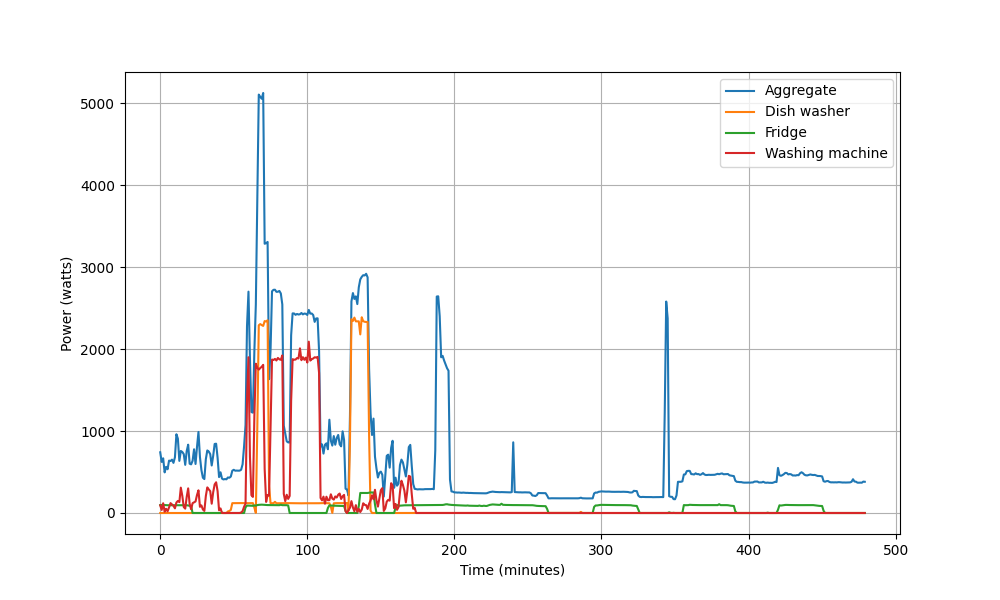 Aggregate
Dish washer
Fridge
Washing machine
5000
4000
3000
2000
1000
0
Power (watts)
0 100 200 300 400 500
Time (minutes)